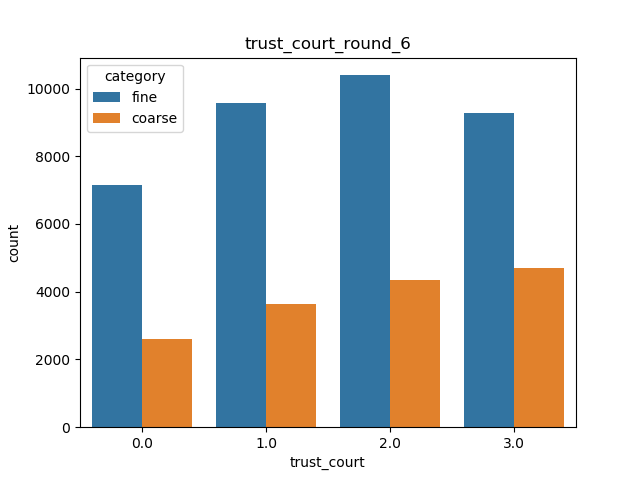 trust_court_round_6
category
fine
coarse
10000
8000
6000
4000
2000
0
count
0.0 1.0 2.0 3.0
trust_court